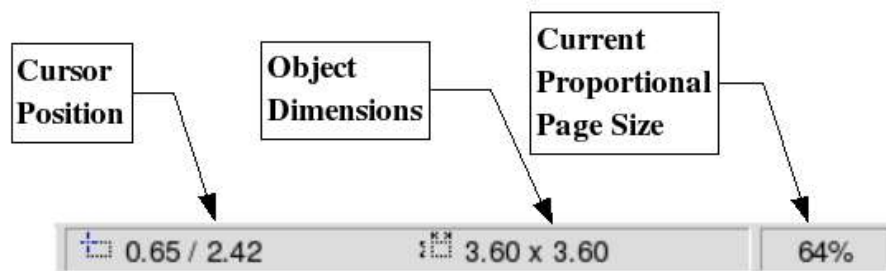 Cursor
Position
Object
Dimensions
Current
Proportional
Page Size
0.65 / 2.42
3.60 x 3.60
64%